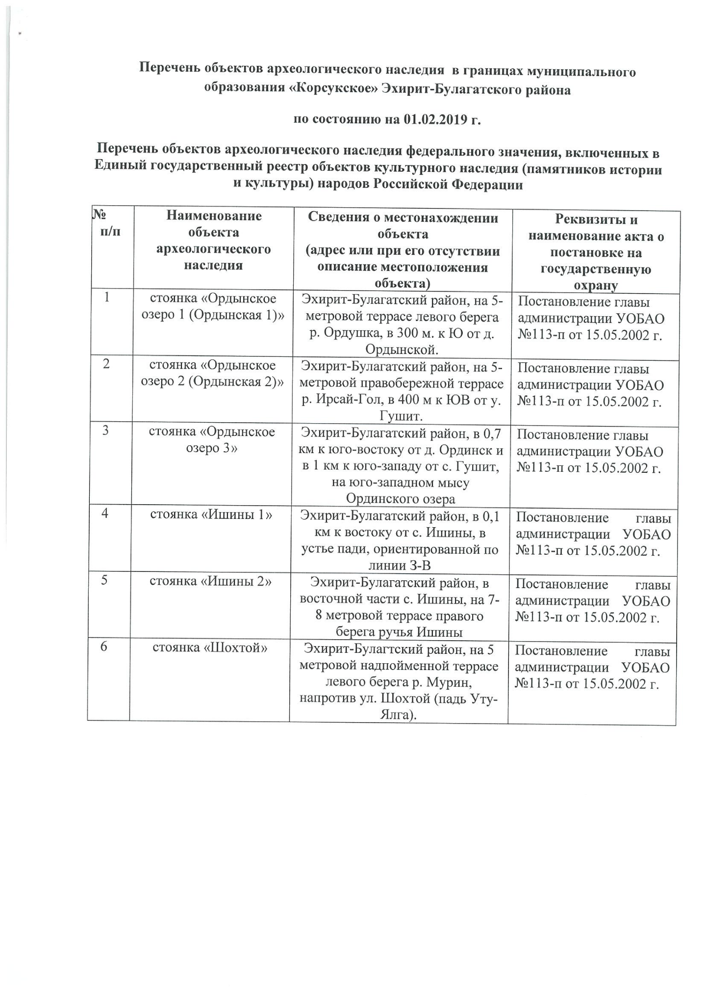 Перечень объектов археологического наследия  в границах муниципального
образования «Корсукское» Эхирит-Булагатского района
по состоянию на 01.02.2019 г.
Перечень объектов археологического наследия федерального значения, включенных в
Единый государственный реестр объектов культурного наследия (памятников истории
и культуры) народов Российской Федерации
№
п/п
Наименование
объекта
археологического
наследия
Сведения о местонахождении
объекта
(адрес или при его отсутствии
описание местоположения
объекта)
Реквизиты и
наименование акта о
постановке на
государственную
охрану
1
стоянка «Ордынское
озеро 1 (Ордынская 1)»
Эхирит-Булагатский район, на 5-
метровой террасе левого берега
р. Ордушка, в 300 м. к Ю от д.
Ордынской.
Постановление главы
администрации УОБАО
№113-п от 15.05.2002 г.
2
стоянка «Ордынское
озеро 2 (Ордынская 2)»
Эхирит-Булагатский район, на 5-
метровой правобережной террасе
р. Ирсай-Гол, в 400 м к ЮВ от у.
Гушит.
Постановление главы
администрации УОБАО
№113-п от 15.05.2002 г.
3
стоянка «Ордынское
озеро 3»
Эхирит-Булагатский район, в 0,7
км к юго-востоку от д. Ординск и
в 1 км к юго-западу от с. Гушит,
на юго-западном мысу
Ординского озера
Постановление главы
администрации УОБАО
№113-п от 15.05.2002 г.
4
стоянка «Ишины 1»
Эхирит-Булагатский район, в 0,1
км к востоку от с. Ишины, в
устье пади, ориентированной по
линии З-В
Постановление главы
администрации УОБАО
№113-п от 15.05.2002 г.
5
стоянка «Ишины 2»
Эхирит-Булагатский район, в
восточной части с. Ишины, на 7-
8 метровой террасе правого
берега ручья Ишины
Постановление главы
администрации УОБАО
№113-п от 15.05.2002 г.
6
стоянка «Шохтой»
Эхирит-Булагтский район, на 5
метровой надпойменной террасе
левого берега р. Мурин,
напротив ул. Шохтой (падь Уту-
Ялга).
Постановление главы
администрации УОБАО
№113-п от 15.05.2002 г.